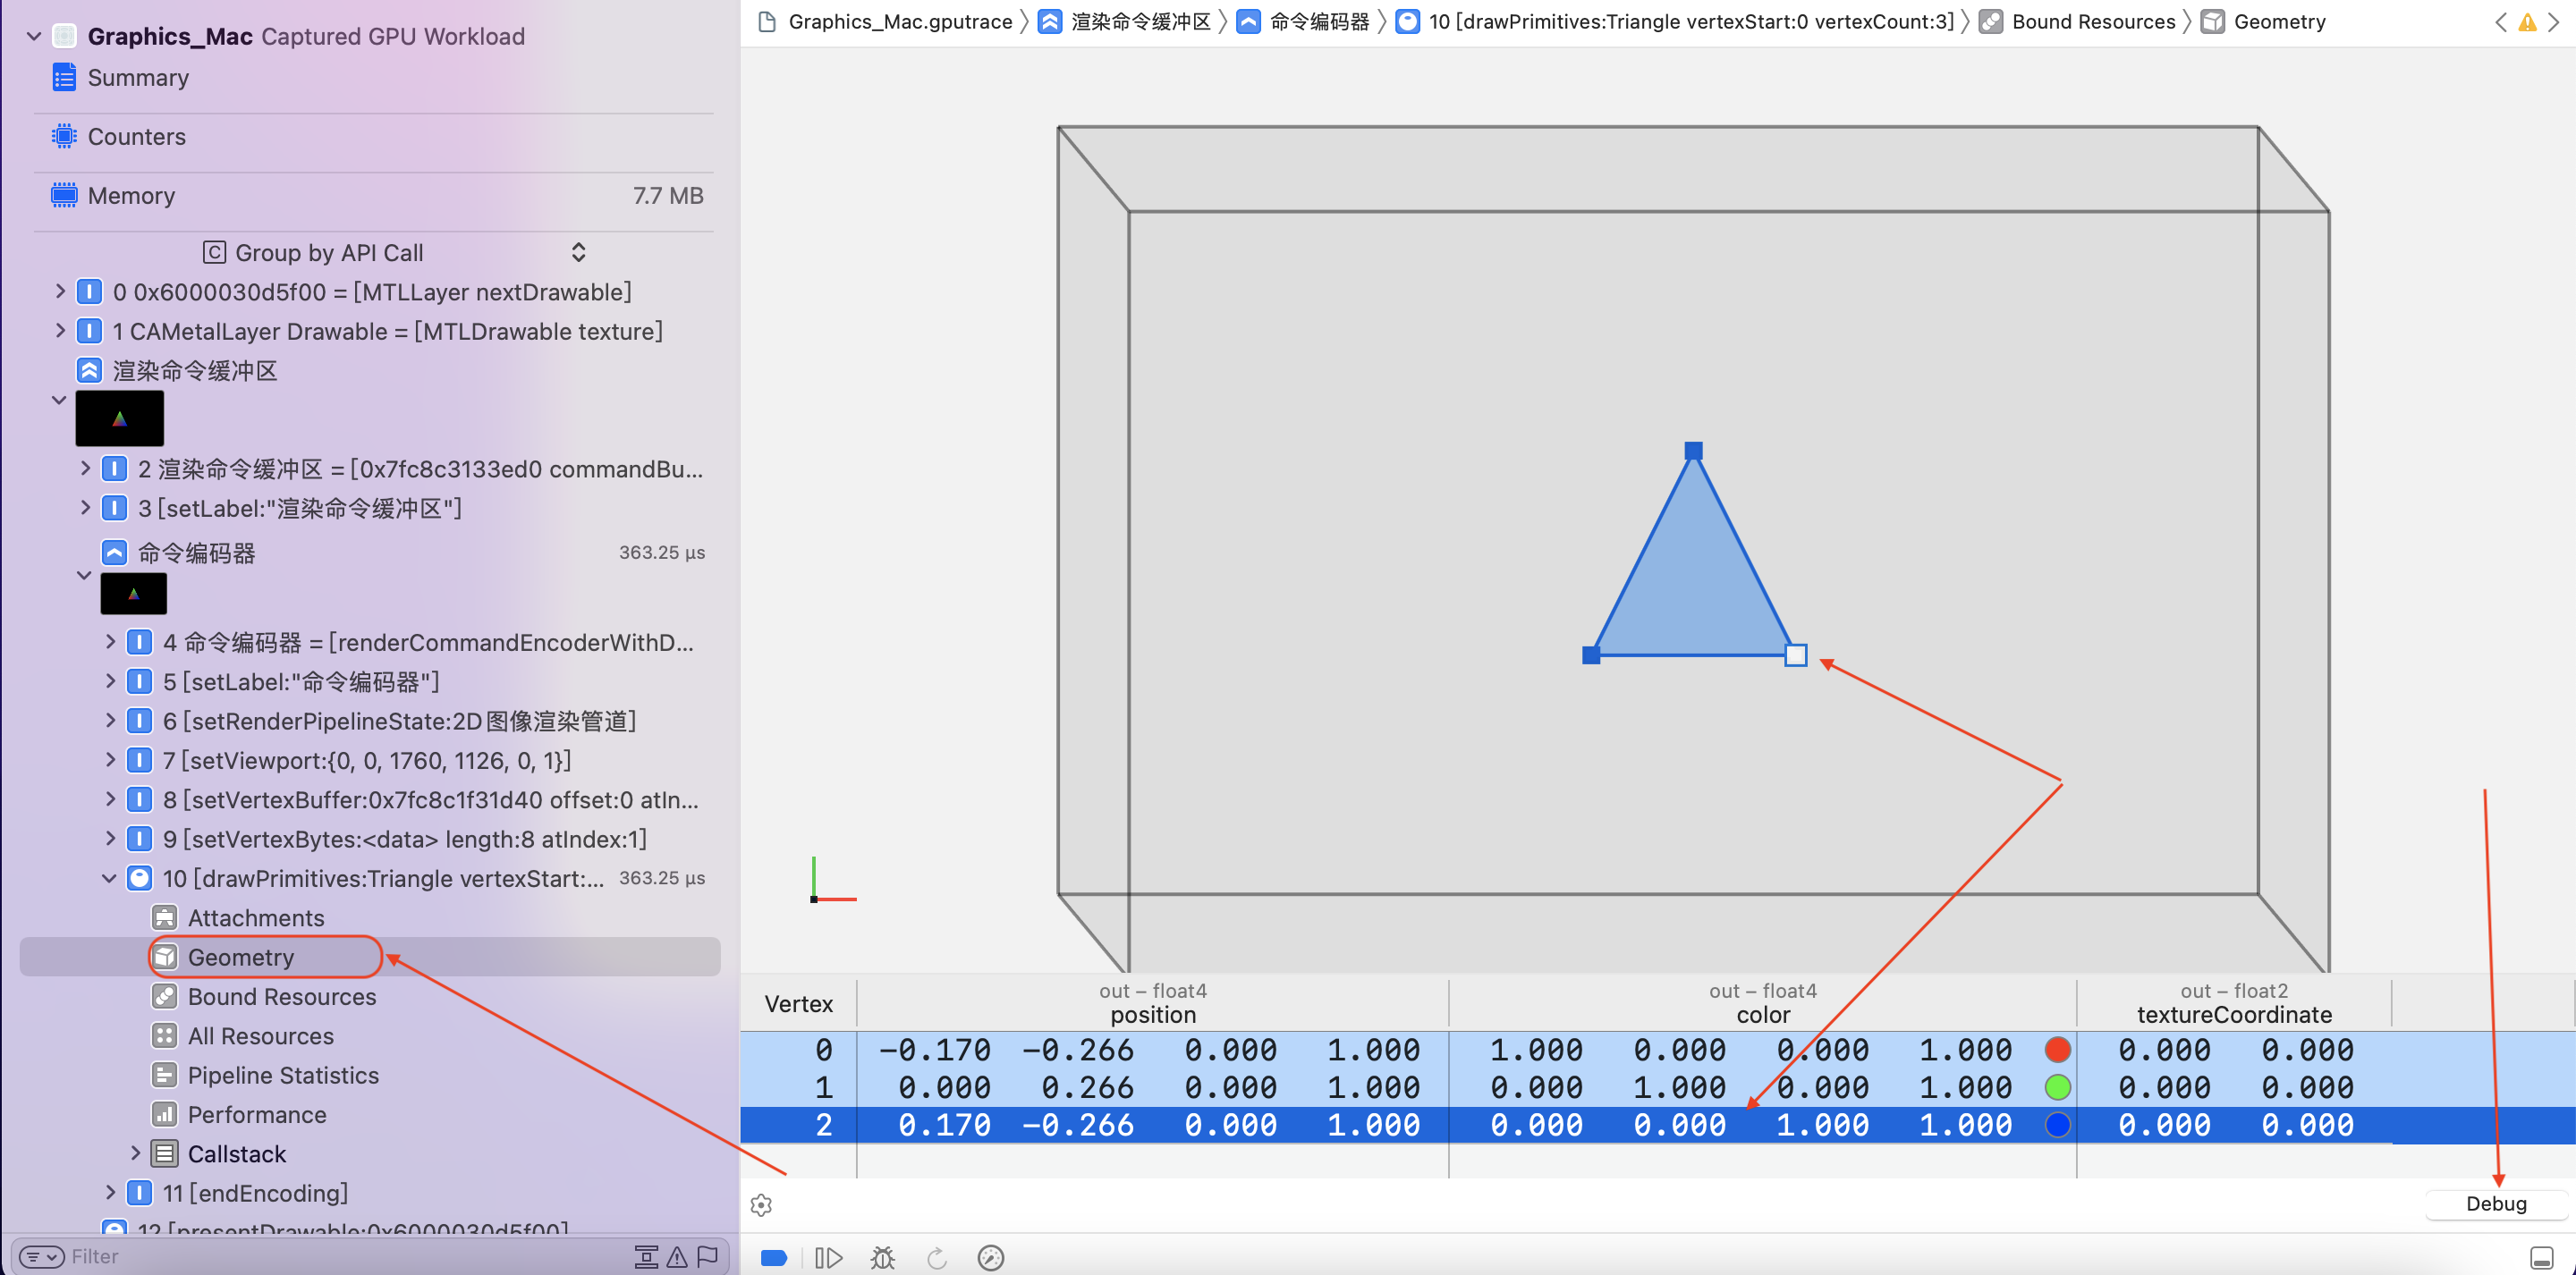 Graphics_Mac Captured GPU Workload
Summary
Counters
Memory 7.7 MB
Group by API Call
0 0x6000030d5f00 = [MTLLayer nextDrawable]
1 CAMetalLayer Drawable = [MTLDrawable texture]
渲染命令缓冲区
2 渲染命令缓冲区 = [0x7fc8c3133ed0 commandBu...
3 [setLabel:"渲染命令缓冲区"]
命令编码器 363.25 µs
4 命令编码器 = [renderCommandEncoderWithD...
5 [setLabel:"命令编码器"]
6 [setRenderPipelineState:2D图像渲染管道]
7 [setViewport:{0, 0, 1760, 1126, 0, 1}]
8 [setVertexBuffer:0x7fc8c1f31d40 offset:0 atIn...
9 [setVertexBytes:<data> length:8 atIndex:1]
10 [drawPrimitives:Triangle vertexStart:... 363.25 µs
Attachments
Geometry
Bound Resources
All Resources
Pipeline Statistics
Performance
Callstack
11 [endEncoding]
12 [presentDrawable:0x6000030d5f00]
Filter
Graphics_Mac.gputrace 渲染命令缓冲区 命令编码器 10 [drawPrimitives:Triangle vertexStart:0 vertexCount:3] Bound Resources Geometry
Vertex
out – float4 out – float4 out – float2
position color textureCoordinate
0 −0.170 −0.266 0.000 1.000 1.000 0.000 0.000 1.000 0.000 0.000
1 0.000 0.266 0.000 1.000 0.000 1.000 0.000 1.000 0.000 0.000
2 0.170 −0.266 0.000 1.000 0.000 0.000 1.000 1.000 0.000 0.000
Debug